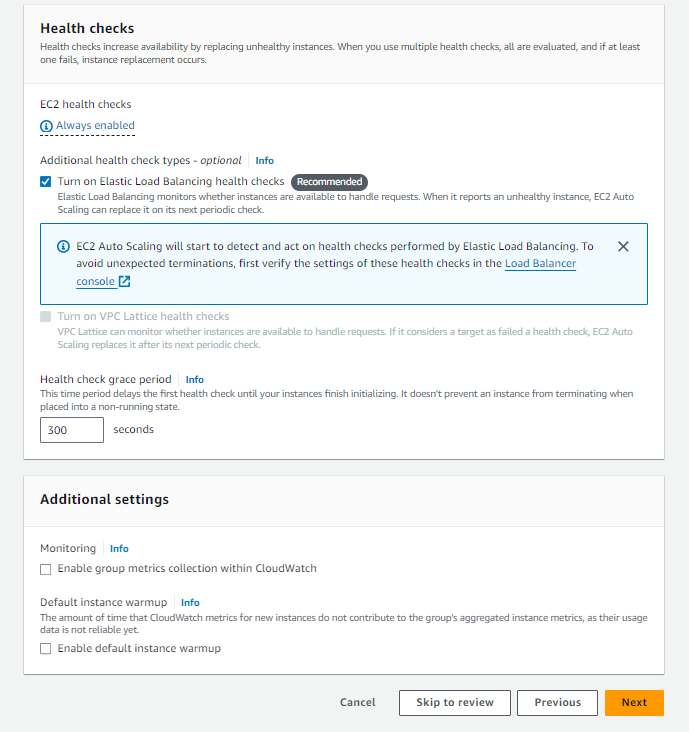 Health checks
Health checks increase availability by replacing unhealthy instances. When you use multiple health checks, all are evaluated, and if at least
one fails, instance replacement occurs.
EC2 health checks
Always enabled
Additional health check types - optional Info
Turn on Elastic Load Balancing health checks Recommended
Elastic Load Balancing monitors whether instances are available to handle requests. When it reports an unhealthy instance, EC2 Auto
Scaling can replace it on its next periodic check.
EC2 Auto Scaling will start to detect and act on health checks performed by Elastic Load Balancing. To
avoid unexpected terminations, first verify the settings of these health checks in the Load Balancer
console
Turn on VPC Lattice health checks
VPC Lattice can monitor whether instances are available to handle requests. If it considers a target as failed a health check, EC2 Auto
Scaling replaces it after its next periodic check.
Health check grace period Info
This time period delays the first health check until your instances finish initializing. It doesn't prevent an instance from terminating when
placed into a non-running state.
300 seconds
Additional settings
Monitoring Info
Enable group metrics collection within CloudWatch
Default instance warmup Info
The amount of time that CloudWatch metrics for new instances do not contribute to the group's aggregated instance metrics, as their usage
data is not reliable yet.
Enable default instance warmup
Cancel Skip to review Previous Next